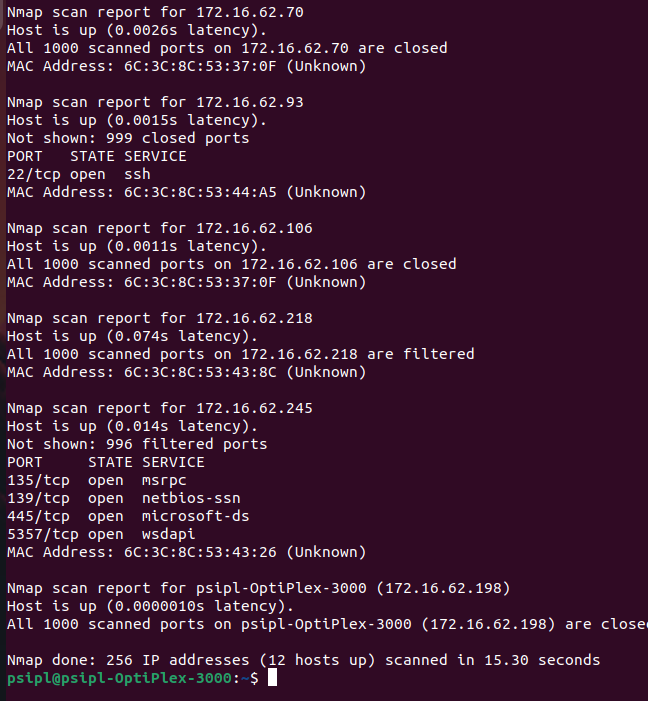 Nmap scan report for 172.16.62.70
Host is up (0.0026s latency).
All 1000 scanned ports on 172.16.62.70 are closed
MAC Address: 6C:3C:8C:53:37:0F (Unknown)

Nmap scan report for 172.16.62.93
Host is up (0.0015s latency).
Not shown: 999 closed ports
PORT   STATE SERVICE
22/tcp open  ssh
MAC Address: 6C:3C:8C:53:44:A5 (Unknown)

Nmap scan report for 172.16.62.106
Host is up (0.0011s latency).
All 1000 scanned ports on 172.16.62.106 are closed
MAC Address: 6C:3C:8C:53:37:0F (Unknown)

Nmap scan report for 172.16.62.218
Host is up (0.074s latency).
All 1000 scanned ports on 172.16.62.218 are filtered
MAC Address: 6C:3C:8C:53:43:8C (Unknown)

Nmap scan report for 172.16.62.245
Host is up (0.014s latency).
Not shown: 996 filtered ports
PORT     STATE SERVICE
135/tcp  open  msrpc
139/tcp  open  netbios-ssn
445/tcp  open  microsoft-ds
5357/tcp open  wsdapi
MAC Address: 6C:3C:8C:53:43:26 (Unknown)

Nmap scan report for psipl-OptiPlex-3000 (172.16.62.198)
Host is up (0.0000010s latency).
All 1000 scanned ports on psipl-OptiPlex-3000 (172.16.62.198) are close

Nmap done: 256 IP addresses (12 hosts up) scanned in 15.30 seconds
psipl@psipl-OptiPlex-3000:~$